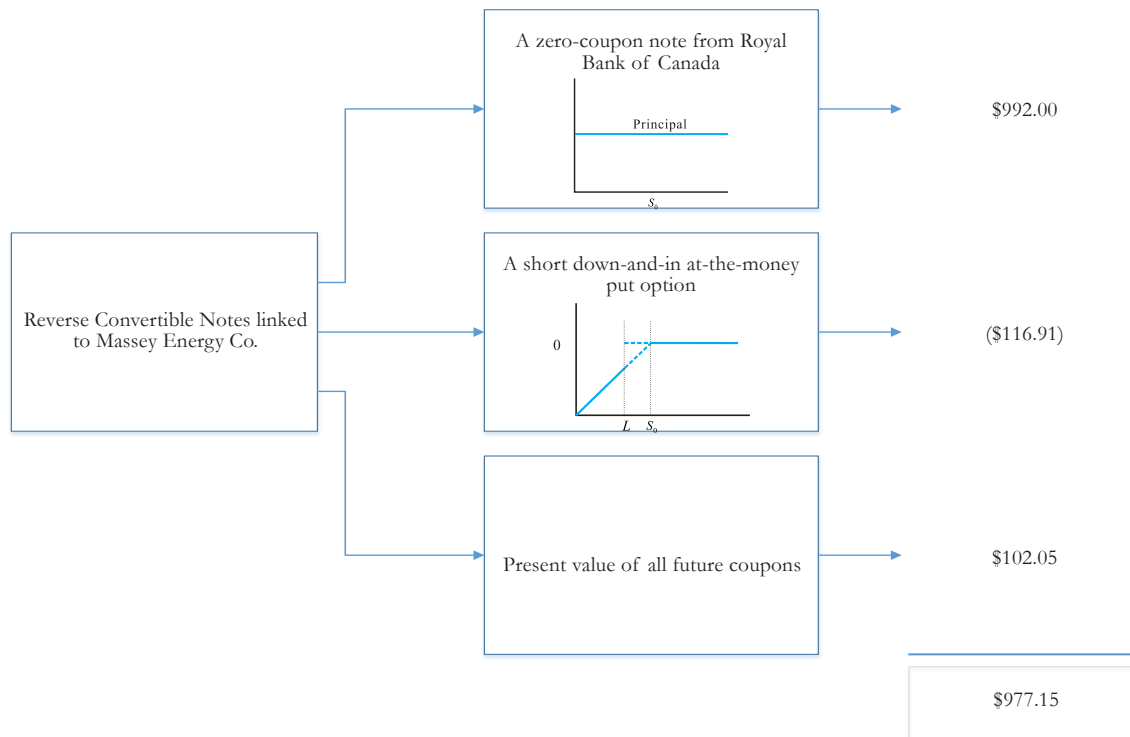 A zero-coupon note from Royal
Bank of Canada
Principal
S₀
$992.00
Reverse Convertible Notes linked
to Massey Energy Co.
A short down-and-in at-the-money
put option
0
L S₀
($116.91)
Present value of all future coupons
$102.05
$977.15